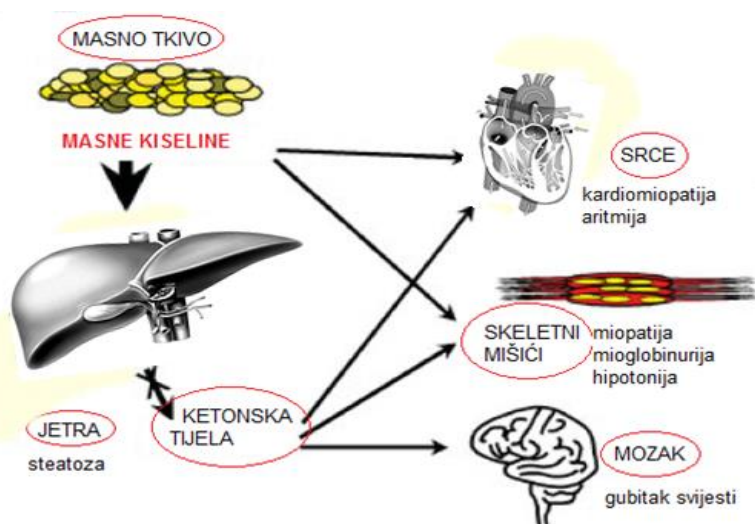 MASNO TKIVO
MASNE KISELINE
SRCE
kardiomiopatija
aritmija
SKELETNI
MIŠIĆI
miopatija
mioglobinurija
hipotonija
JETRA
steatoza
KETONSKA
TIJELA
MOZAK
gubitak svijesti